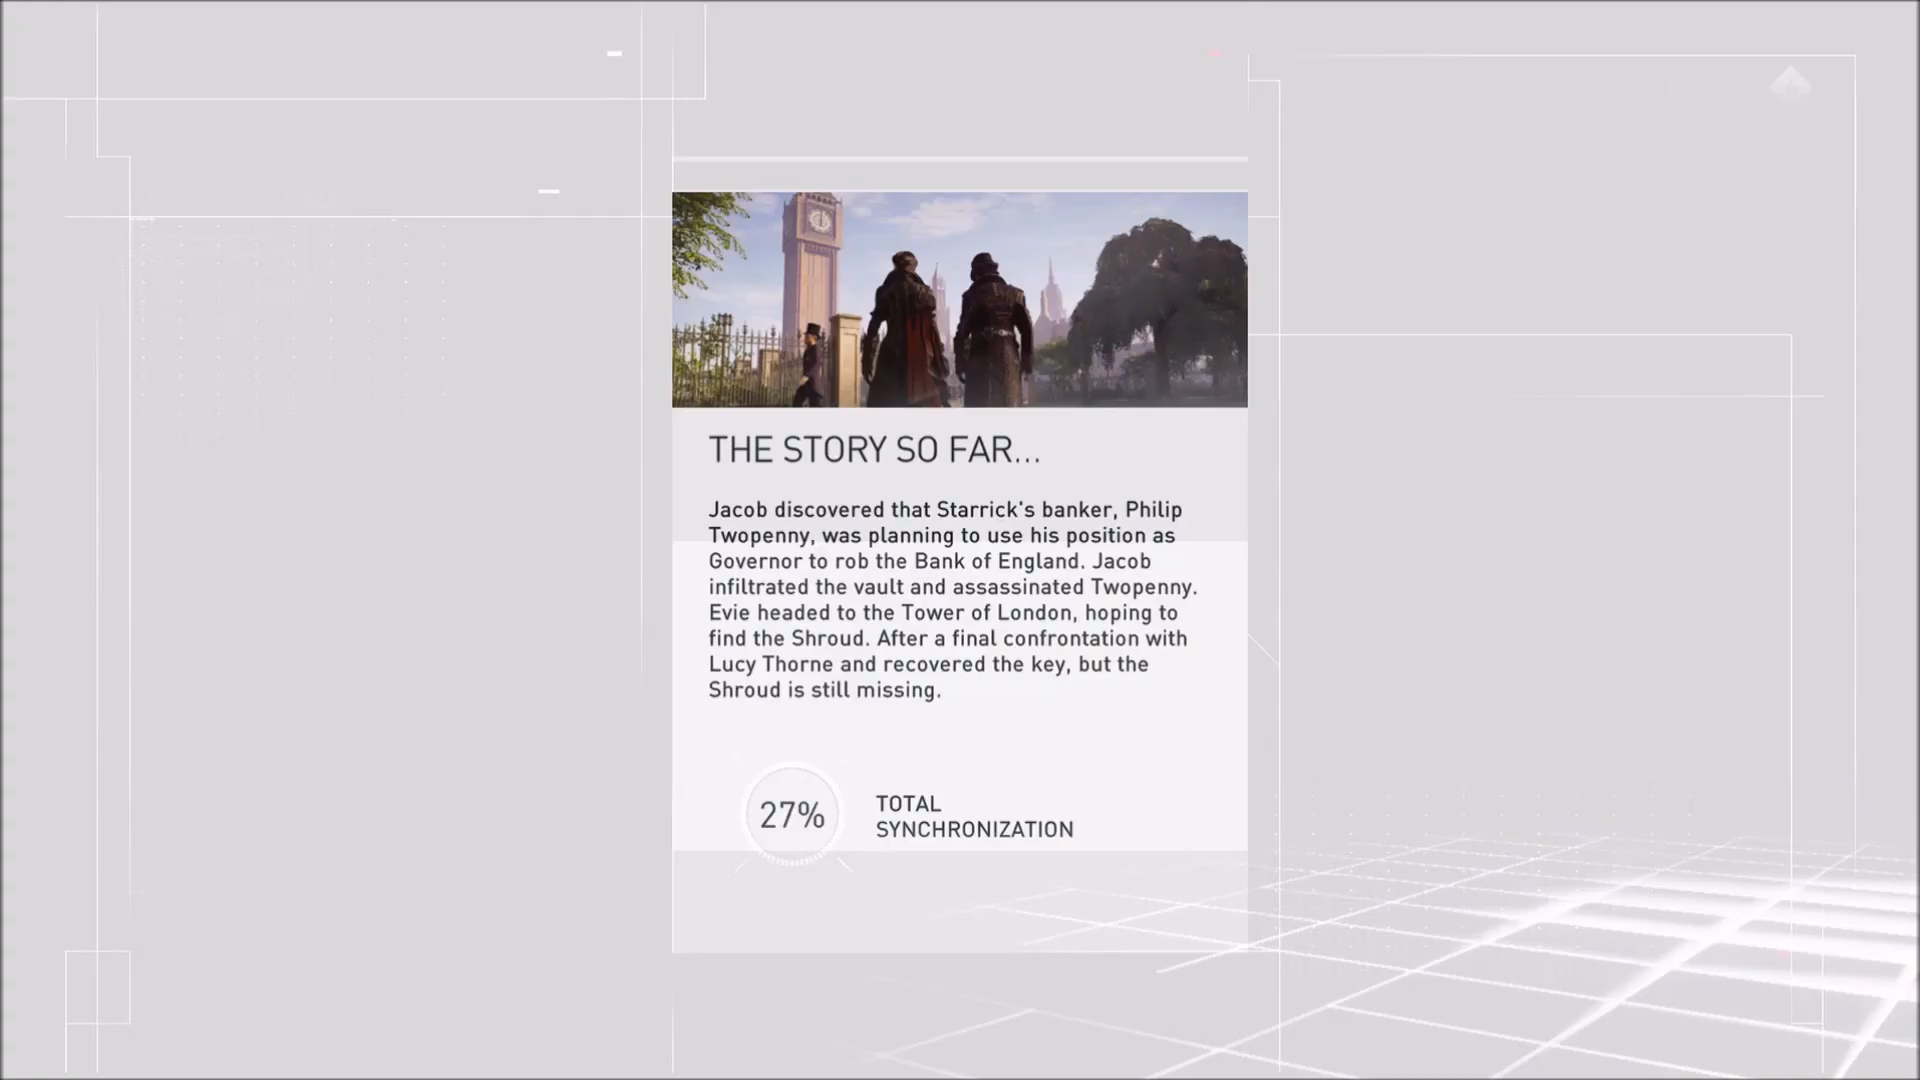 THE STORY SO FAR...
Jacob discovered that Starrick's banker, Philip
Twopenny, was planning to use his position as
Governor to rob the Bank of England. Jacob
infiltrated the vault and assassinated Twopenny.
Evie headed to the Tower of London, hoping to
find the Shroud. After a final confrontation with
Lucy Thorne and recovered the key, but the
Shroud is still missing.
27%
TOTAL
SYNCHRONIZATION